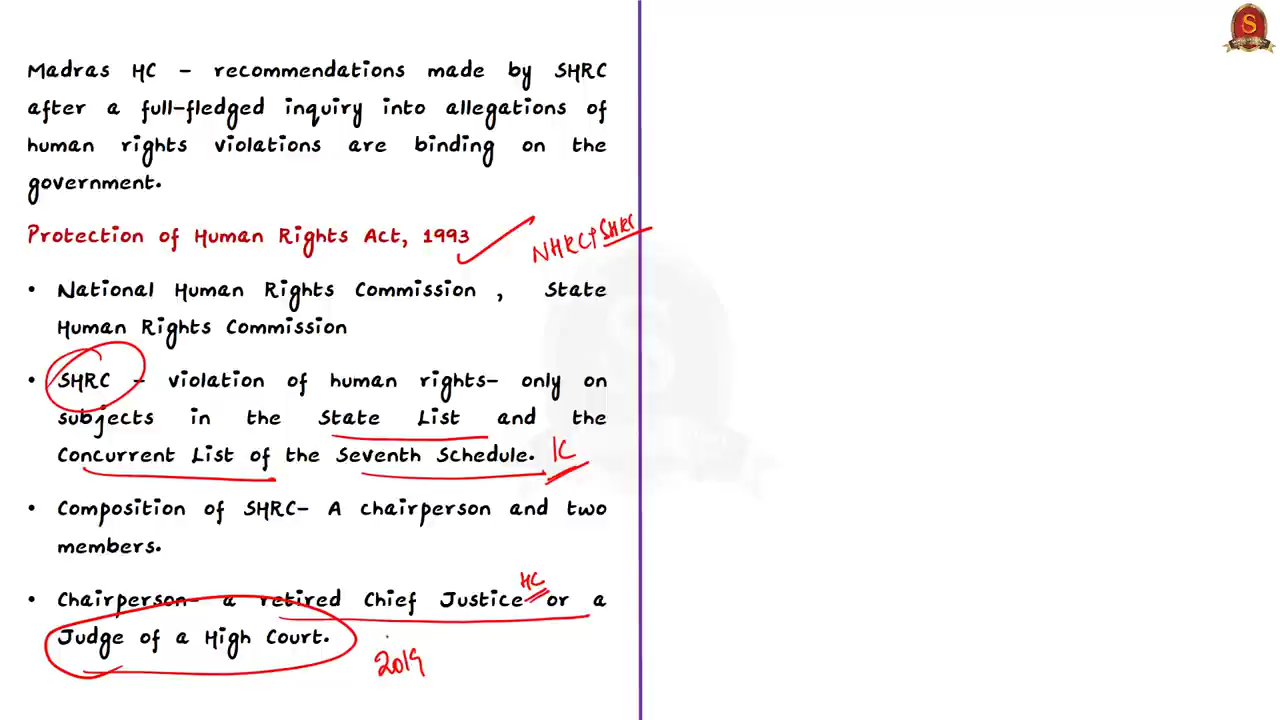 S
Madras HC - recommendations made by SHRC
after a full-fledged inquiry into allegations of
human rights violations are binding on the
government.
Protection of Human Rights Act, 1993
NHRC + SHRC
• National Human Rights Commission , State
Human Rights Commission
• SHRC - violation of human rights- only on
subjects in the State List and the
Concurrent List of the Seventh Schedule. IC
• Composition of SHRC- A chairperson and two
members.
HC
• Chairperson- a retired Chief Justice or a
Judge of a High Court.
2019